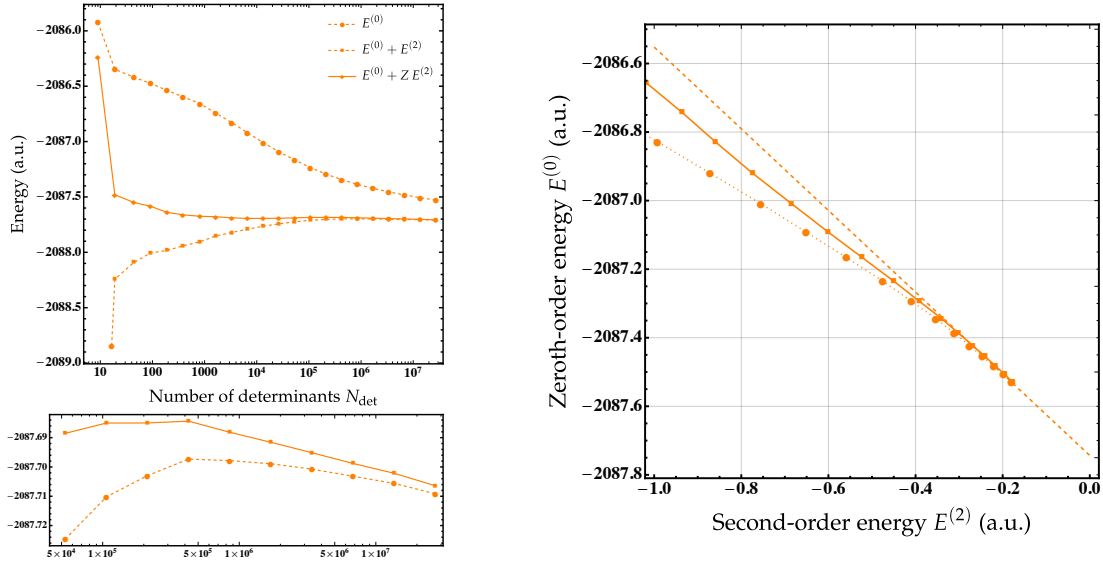 −2086.0
−2086.5
−2087.0
−2087.5
−2088.0
−2088.5
−2089.0
Energy (a.u.)
E^(0)
E^(0) + E^(2)
E^(0) + Z E^(2)
10 100 1000 10^4 10^5 10^6 10^7
Number of determinants N_det
−2087.69
−2087.70
−2087.71
−2087.72
5×10^4 1×10^5 5×10^5 1×10^6 5×10^6 1×10^7
−2086.6
−2086.8
−2087.0
−2087.2
−2087.4
−2087.6
−2087.8
Zeroth-order energy E^(0) (a.u.)
−1.0 −0.8 −0.6 −0.4 −0.2 0.0
Second-order energy E^(2) (a.u.)